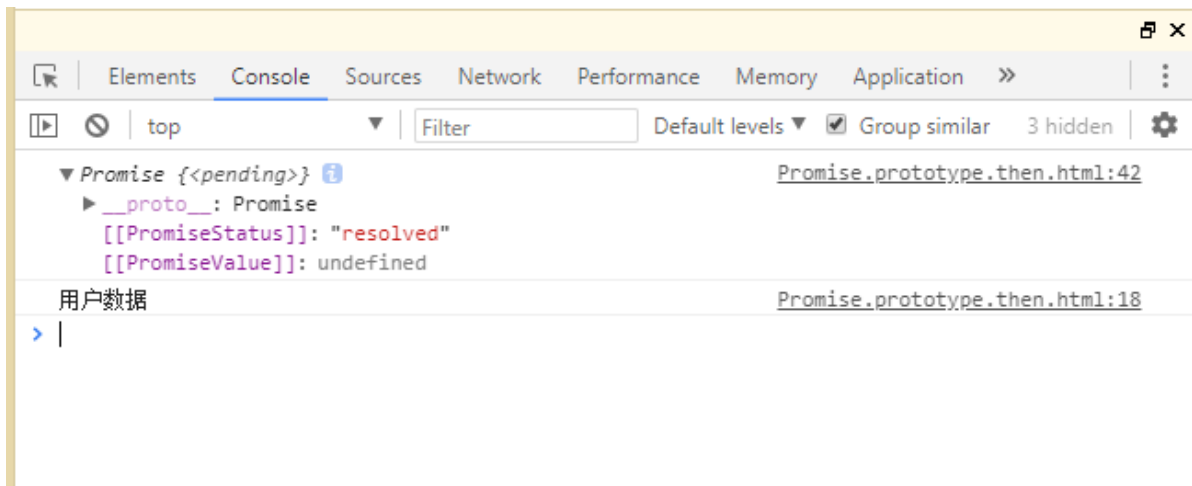 Elements Console Sources Network Performance Memory Application »
top ▼ Filter Default levels ▼ Group similar 3 hidden
▼ Promise {<pending>} i Promise.prototype.then.html:42
▶ __proto__: Promise
[[PromiseStatus]]: "resolved"
[[PromiseValue]]: undefined
用户数据 Promise.prototype.then.html:18
>